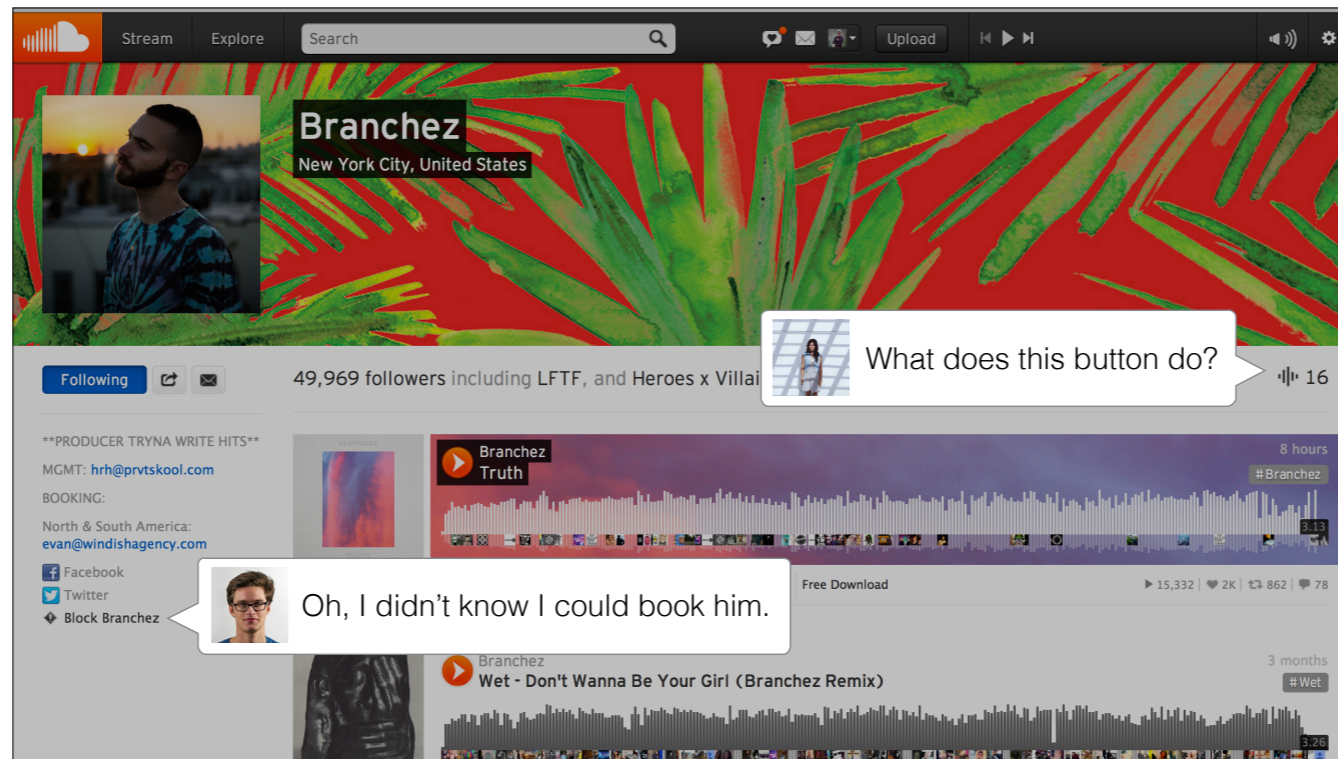 Stream Explore Search Upload
Branchez
New York City, United States
What does this button do?
Following 49,969 followers including LFTF, and Heroes x Villai 16
**PRODUCER TRYNA WRITE HITS**
MGMT: hrh@prvtskool.com
BOOKING:
North & South America:
evan@windishagency.com
Facebook
Twitter
Block Branchez
Oh, I didn't know I could book him.
Branchez 8 hours
Truth #Branchez
3.13
Free Download 15,332 2K 862 78
Branchez 3 months
Wet - Don't Wanna Be Your Girl (Branchez Remix) #Wet
3.26